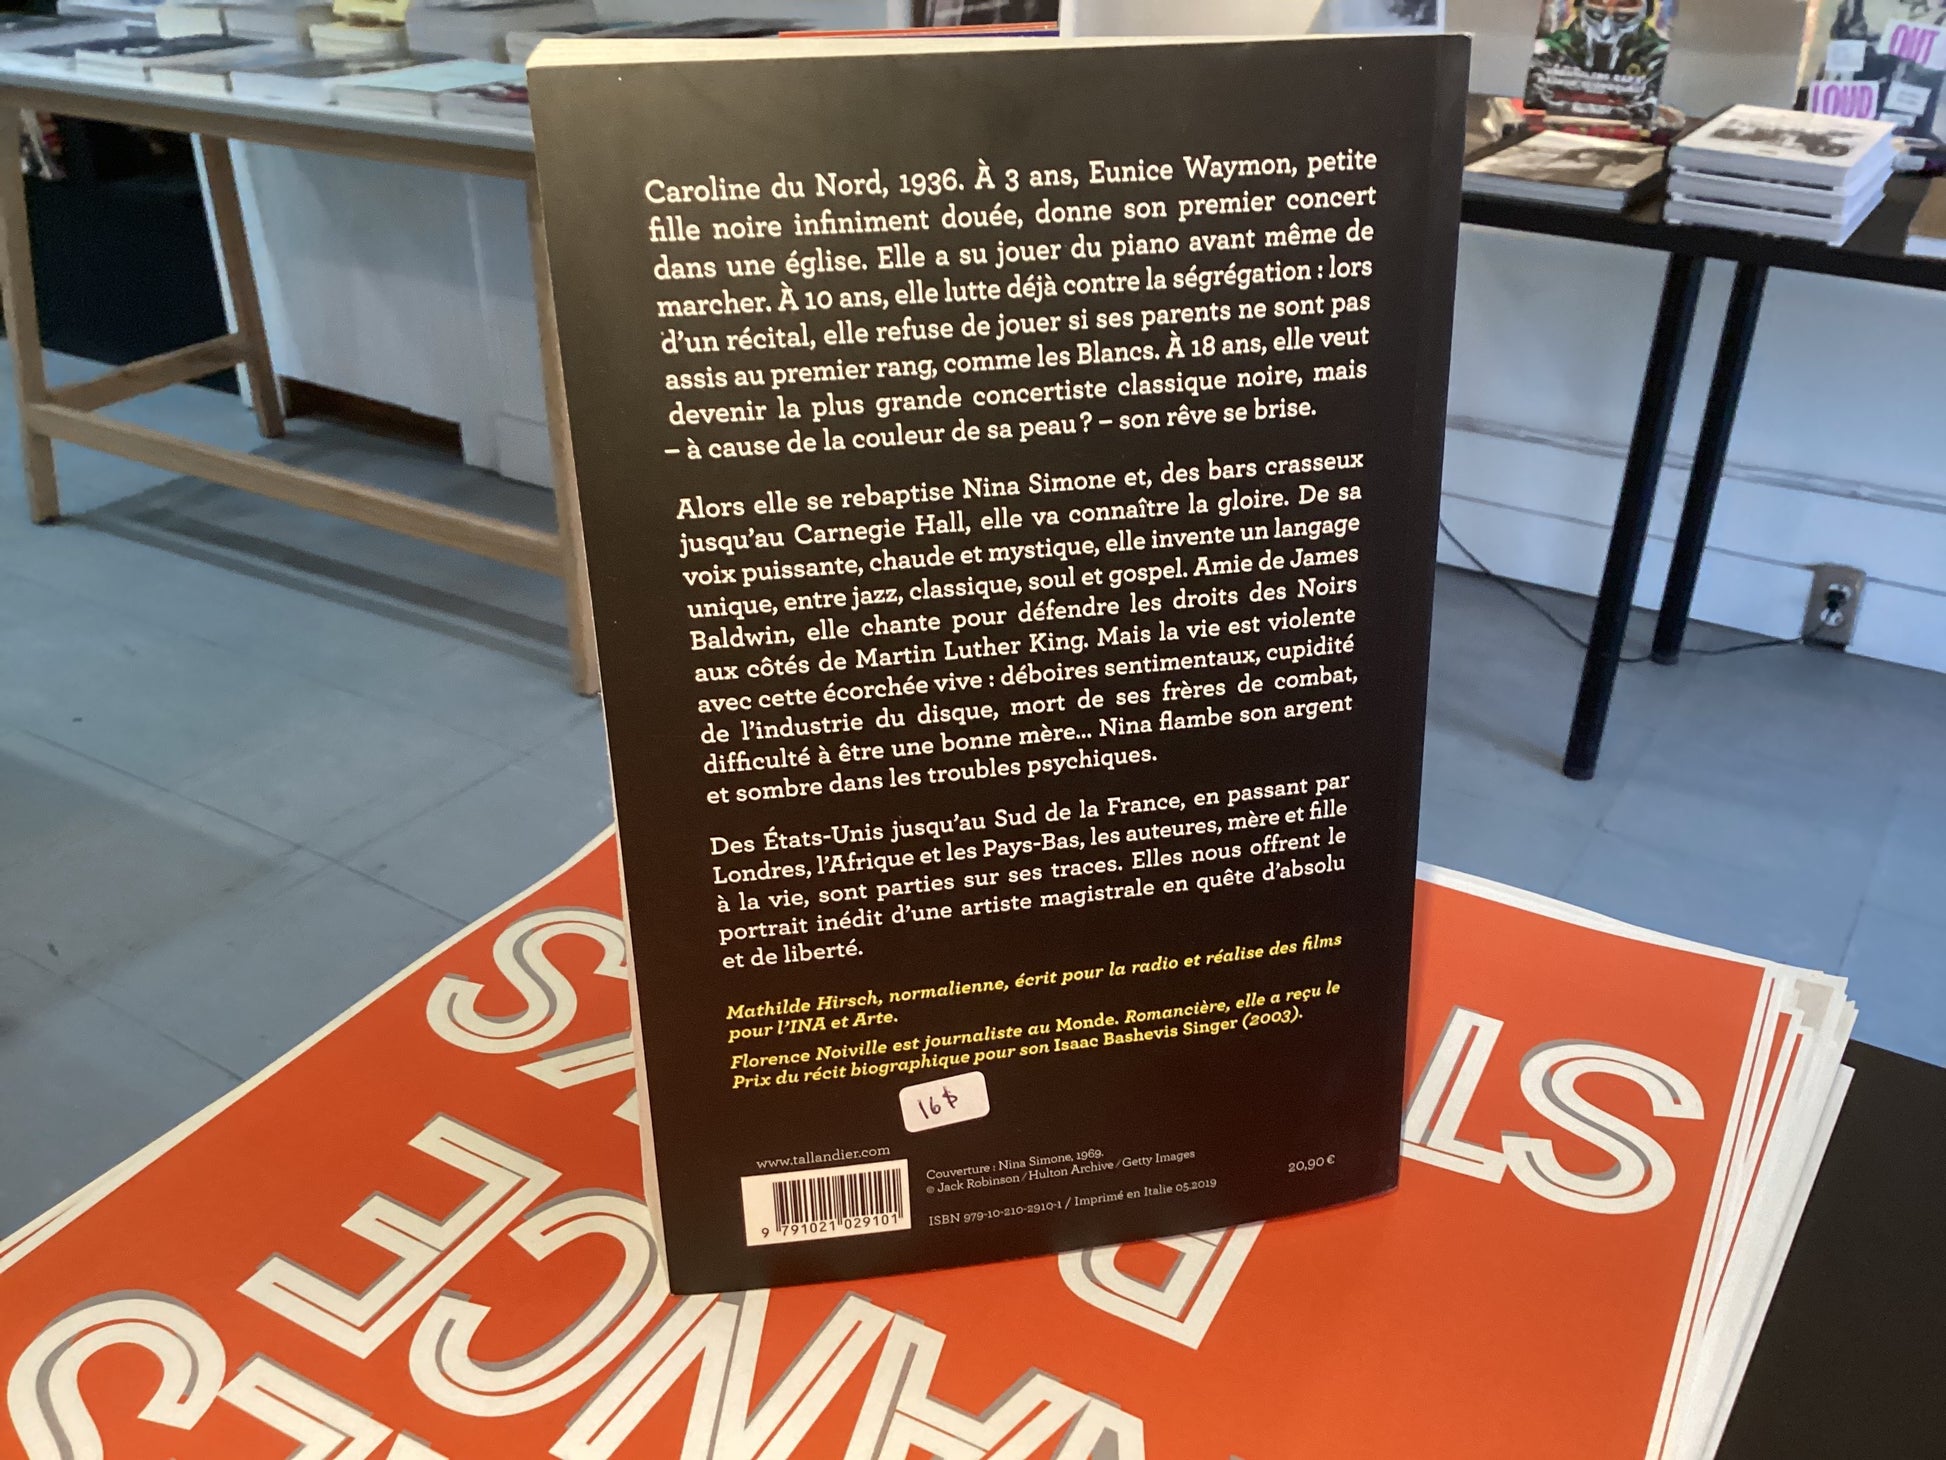 Caroline du Nord, 1936. À 3 ans, Eunice Waymon, petite
fille noire infiniment douée, donne son premier concert
dans une église. Elle a su jouer du piano avant même de
marcher. À 10 ans, elle lutte déjà contre la ségrégation : lors
d'un récital, elle refuse de jouer si ses parents ne sont pas
assis au premier rang, comme les Blancs. À 18 ans, elle veut
devenir la plus grande concertiste classique noire, mais
– à cause de la couleur de sa peau ? – son rêve se brise.
Alors elle se rebaptise Nina Simone et, des bars crasseux
jusqu'au Carnegie Hall, elle va connaître la gloire. De sa
voix puissante, chaude et mystique, elle invente un langage
unique, entre jazz, classique, soul et gospel. Amie de James
Baldwin, elle chante pour défendre les droits des Noirs
aux côtés de Martin Luther King. Mais la vie est violente
avec cette écorchée vive : déboires sentimentaux, cupidité
de l'industrie du disque, mort de ses frères de combat,
difficulté à être une bonne mère... Nina flambe son argent
et sombre dans les troubles psychiques.
Des États-Unis jusqu'au Sud de la France, en passant par
Londres, l'Afrique et les Pays-Bas, les auteures, mère et fille
à la vie, sont parties sur ses traces. Elles nous offrent le
portrait inédit d'une artiste magistrale en quête d'absolu
et de liberté.
Mathilde Hirsch, normalienne, écrit pour la radio et réalise des films
pour l'INA et Arte.
Florence Noiville est journaliste au Monde. Romancière, elle a reçu le
Prix du récit biographique pour son Isaac Bashevis Singer (2003).
16$
www.tallandier.com
9 791021 029101
Couverture : Nina Simone, 1969.
© Jack Robinson / Hulton Archive / Getty Images
ISBN 979-10-210-2910-1 / Imprimé en Italie 05.2019
20,90 €
OUT
LOUD